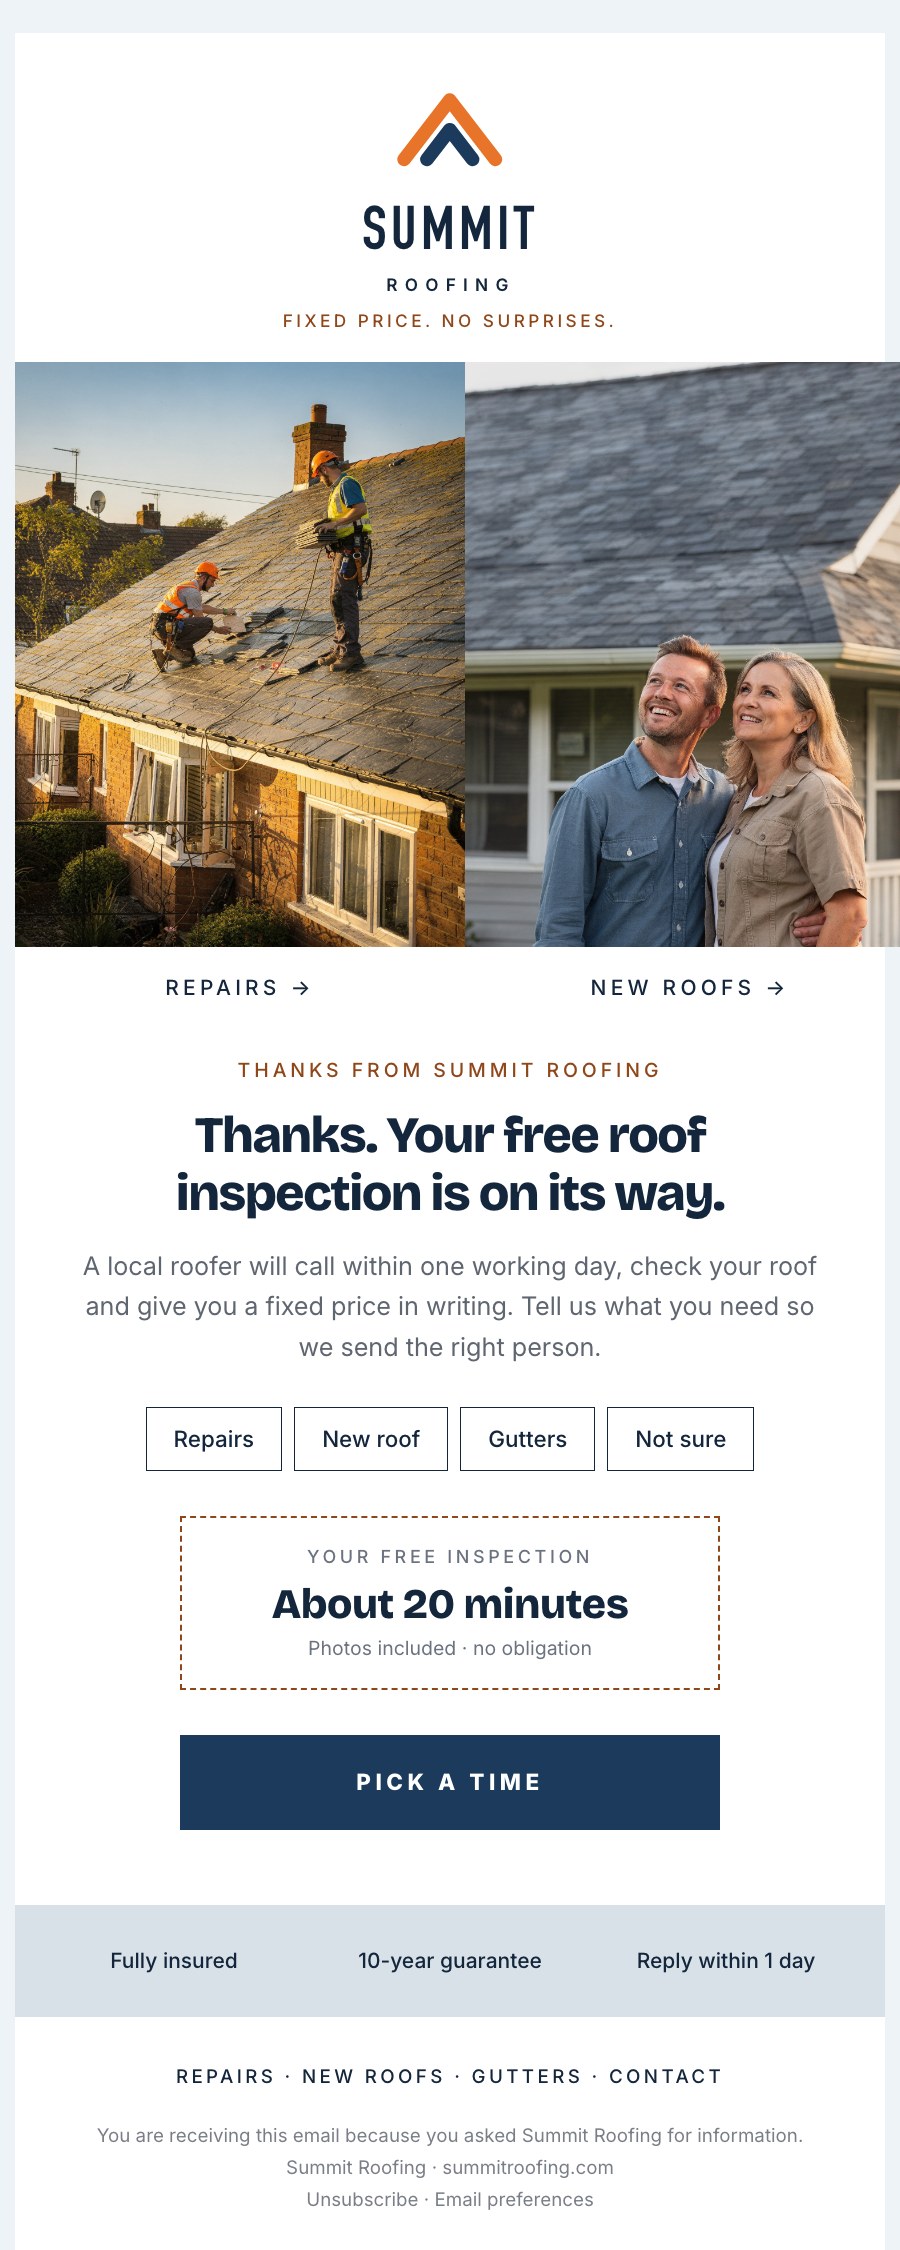 SUMMIT
ROOFING
FIXED PRICE. NO SURPRISES.
REPAIRS →
NEW ROOFS →
THANKS FROM SUMMIT ROOFING
Thanks. Your free roof
inspection is on its way.
A local roofer will call within one working day, check your roof
and give you a fixed price in writing. Tell us what you need so
we send the right person.
Repairs
New roof
Gutters
Not sure
YOUR FREE INSPECTION
About 20 minutes
Photos included · no obligation
PICK A TIME
Fully insured
10-year guarantee
Reply within 1 day
REPAIRS · NEW ROOFS · GUTTERS · CONTACT
You are receiving this email because you asked Summit Roofing for information.
Summit Roofing · summitroofing.com
Unsubscribe · Email preferences